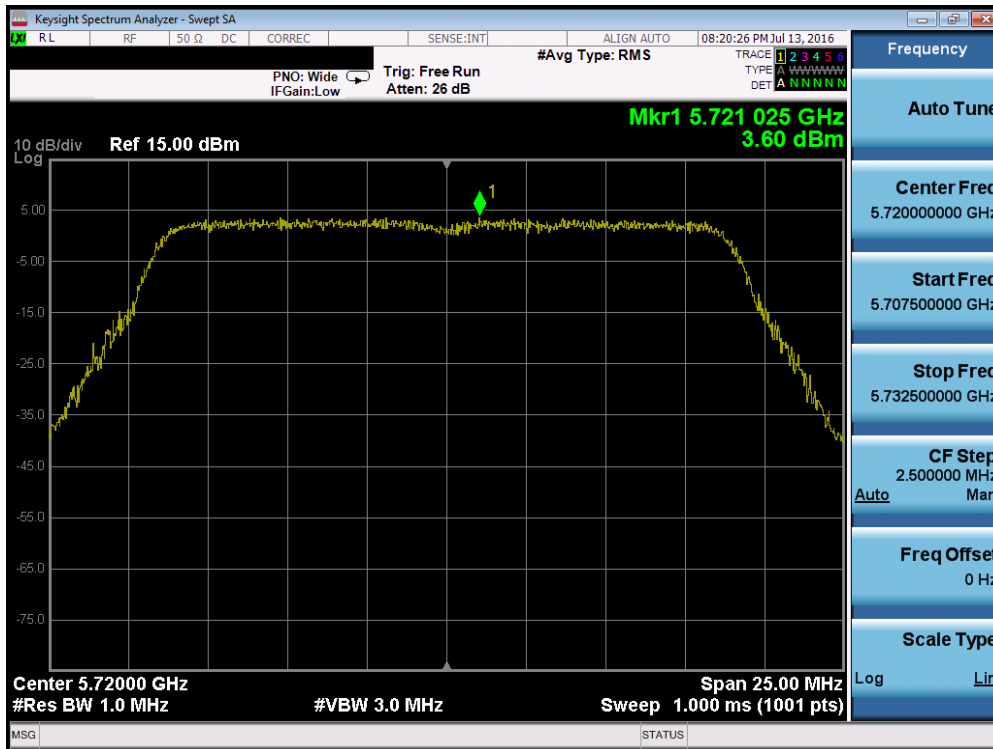 Keysight Spectrum Analyzer - Swept SA
LXI RL RF 50 Ω DC CORREC SENSE:INT ALIGN AUTO 08:20:26 PM Jul 13, 2016
PNO: Wide
IFGain:Low
Trig: Free Run
Atten: 26 dB
#Avg Type: RMS
TRACE 1 2 3 4 5 6
TYPE A WWWWW
DET A N N N N N
Mkr1 5.721 025 GHz
3.60 dBm
10 dB/div
Log
Ref 15.00 dBm
1
5.00
-5.00
-15.0
-25.0
-35.0
-45.0
-55.0
-65.0
-75.0
Center 5.72000 GHz
Span 25.00 MHz
#Res BW 1.0 MHz
#VBW 3.0 MHz
Sweep 1.000 ms (1001 pts)
MSG
STATUS
Frequency
Auto Tune
Center Freq
5.720000000 GHz
Start Freq
5.707500000 GHz
Stop Freq
5.732500000 GHz
CF Step
2.500000 MHz
Auto Man
Freq Offset
0 Hz
Scale Type
Log Lin